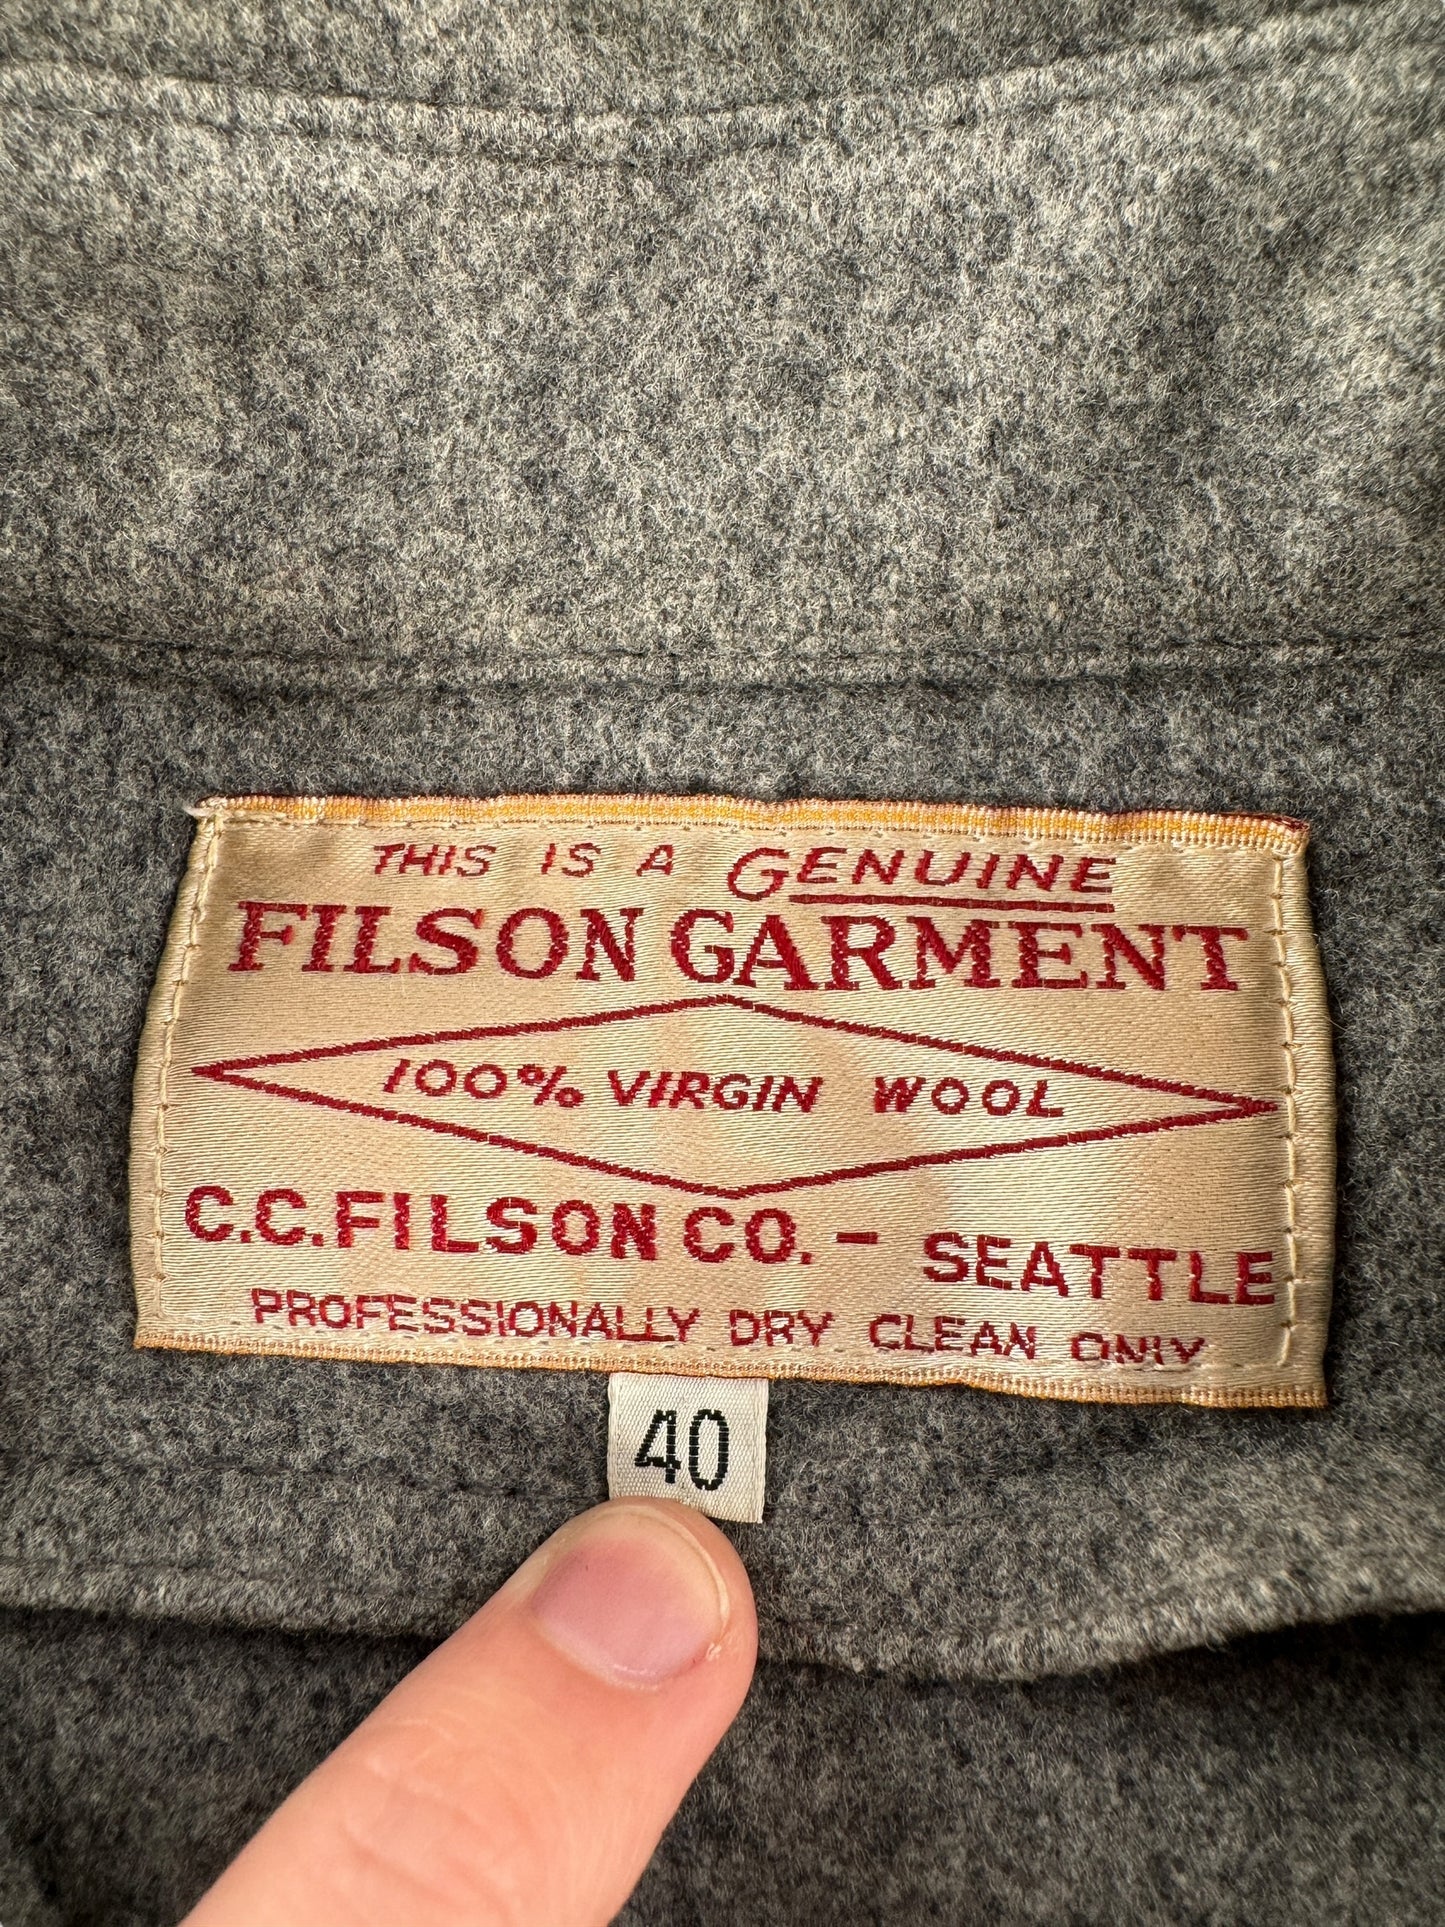 THIS IS A GENUINE
FILSON GARMENT
100% VIRGIN WOOL
C.C.FILSON CO. – SEATTLE
PROFESSIONALLY DRY CLEAN ONLY
40